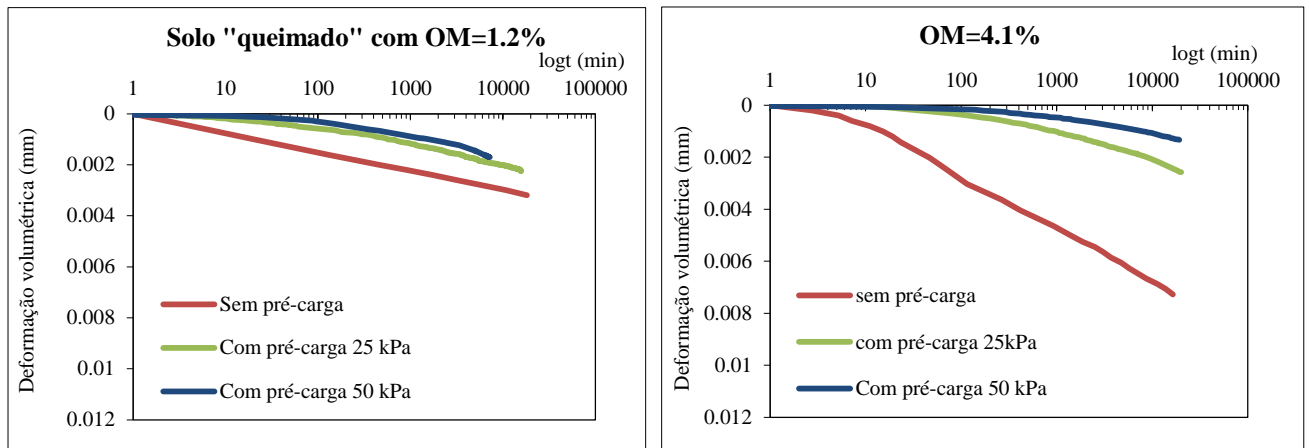 Solo "queimado" com OM=1.2%
logt (min)
1 10 100 1000 10000 100000
0
0.002
0.004
0.006
0.008
0.01
0.012
Deformação volumétrica (mm)
Sem pré-carga
Com pré-carga 25 kPa
Com pré-carga 50 kPa
OM=4.1%
logt (min)
1 10 100 1000 10000 100000
0
0.002
0.004
0.006
0.008
0.01
0.012
Deformação volumétrica (mm)
sem pré-carga
com pré-carga 25kPa
Com pré-carga 50 kPa